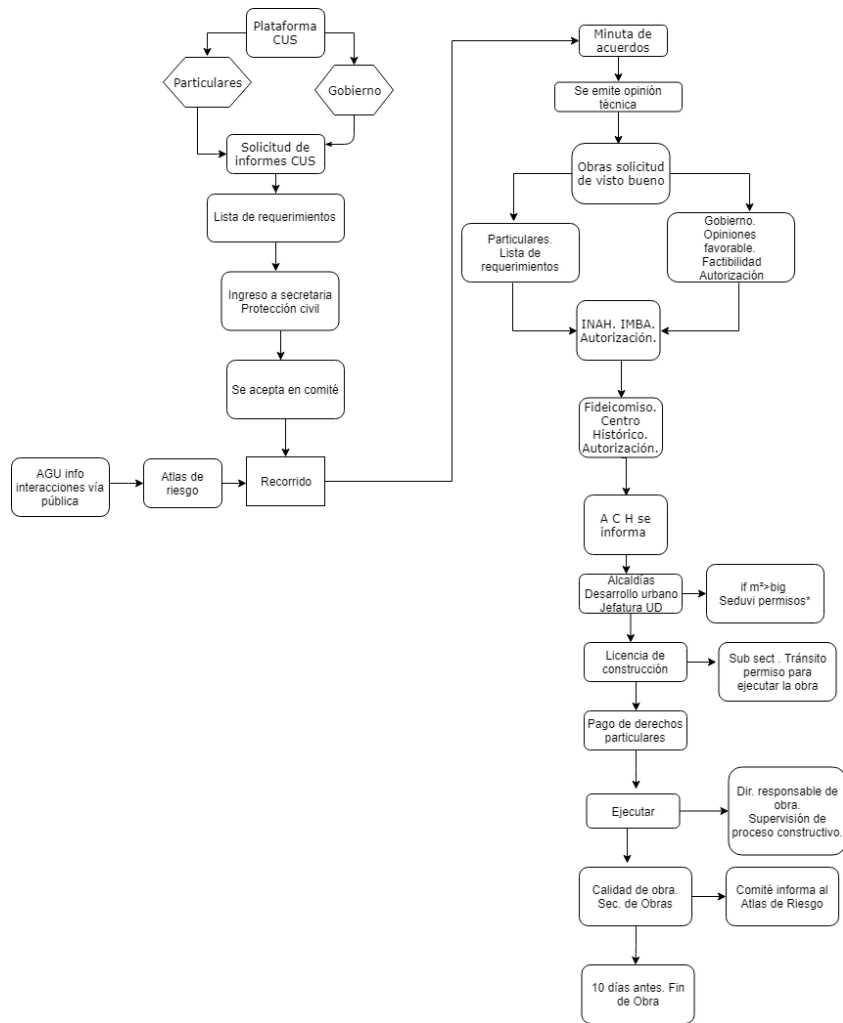 Plataforma
CUS
Particulares
Gobierno
Solicitud de
informes CUS
Lista de requerimientos
Ingreso a secretaria
Protección civil
Se acepta en comité
AGU info
interacciones vía
pública
Atlas de
riesgo
Recorrido
Minuta de
acuerdos
Se emite opinión
técnica
Obras solicitud
de visto bueno
Particulares.
Lista de
requerimientos
Gobierno.
Opiniones
favorable.
Factibilidad
Autorización
INAH. IMBA.
Autorización.
Fideicomiso.
Centro
Histórico.
Autorización.
A C H se
informa
Alcaldías
Desarrollo urbano
Jefatura UD
if m²>big
Seduvi permisos*
Licencia de
construcción
Sub sect . Tránsito
permiso para
ejecutar la obra
Pago de derechos
particulares
Ejecutar
Dir. responsable de
obra.
Supervisión de
proceso constructivo.
Calidad de obra.
Sec. de Obras
Comité informa al
Atlas de Riesgo
10 días antes. Fin
de Obra